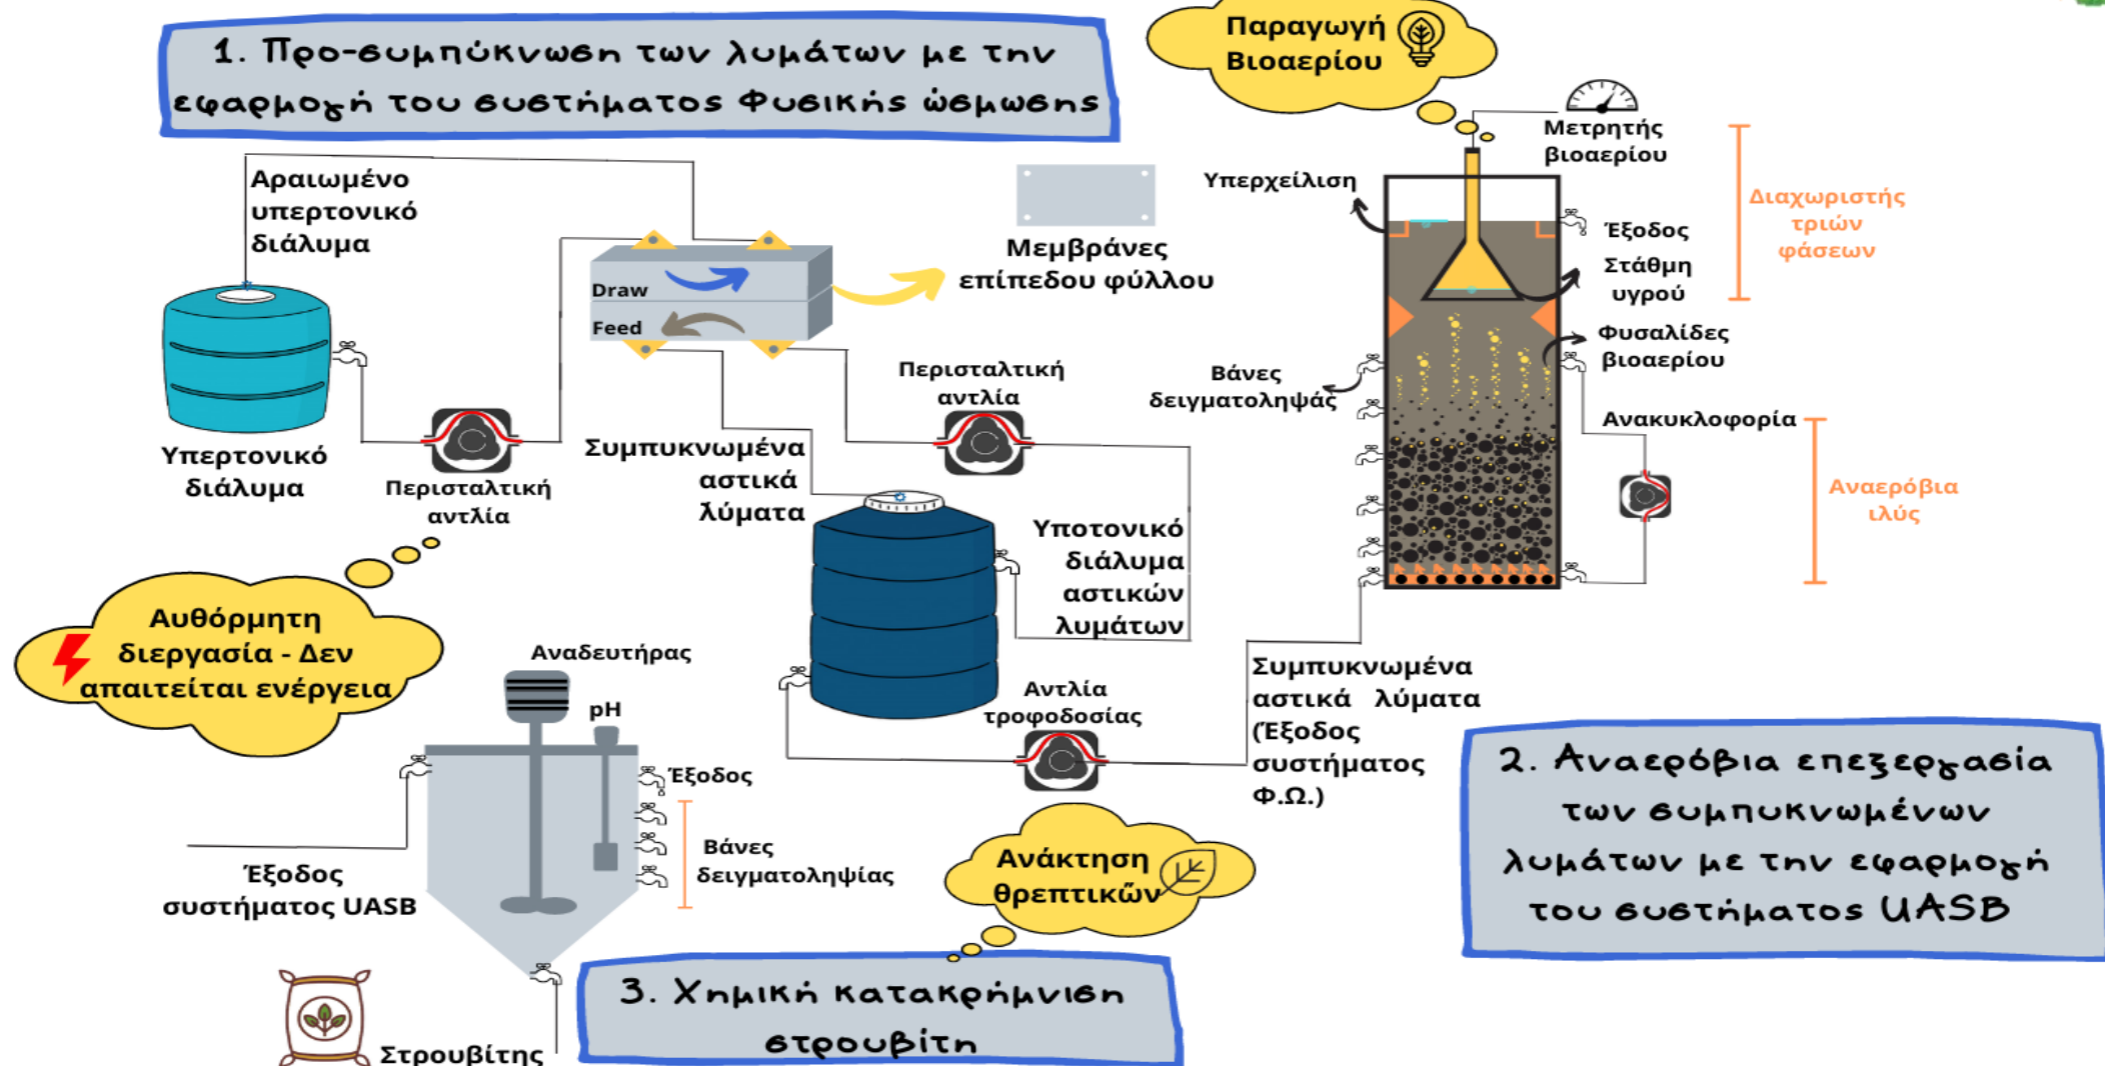 1. Προ-συμπύκνωση των λυμάτων με την
εφαρμογή του συστήματος Φυσικής ώσμωσης
Αραιωμένο
υπερτονικό
διάλυμα
Υπερτονικό
διάλυμα
Περισταλτική
αντλία
Αυθόρμητη
διεργασία - Δεν
απαιτείται ενέργεια
Draw
Feed
Μεμβράνες
επίπεδου φύλλου
Περισταλτική
αντλία
Συμπυκνωμένα
αστικά
λύματα
Υποτονικό
διάλυμα
αστικών
λυμάτων
Αντλία
τροφοδοσίας
Συμπυκνωμένα
αστικά λύματα
(Έξοδος
συστήματος
Φ.Ω.)
Παραγωγή
Βιοαερίου
Μετρητής
βιοαερίου
Υπερχείλιση
Έξοδος
Στάθμη
υγρού
Φυσαλίδες
βιοαερίου
Διαχωριστής
τριών
φάσεων
Βάνες
δειγματοληψάς
Ανακυκλοφορία
Αναερόβια
ιλύς
2. Αναερόβια επεξεργασία
των συμπυκνωμένων
λυμάτων με την εφαρμογή
του συστήματος UASB
Αναδευτήρας
pH
Έξοδος
Βάνες
δειγματοληψίας
Έξοδος
συστήματος UASB
Στρουβίτης
Ανάκτηση
θρεπτικῶν
3. Χημική κατακρήμνιση
στρουβίτη